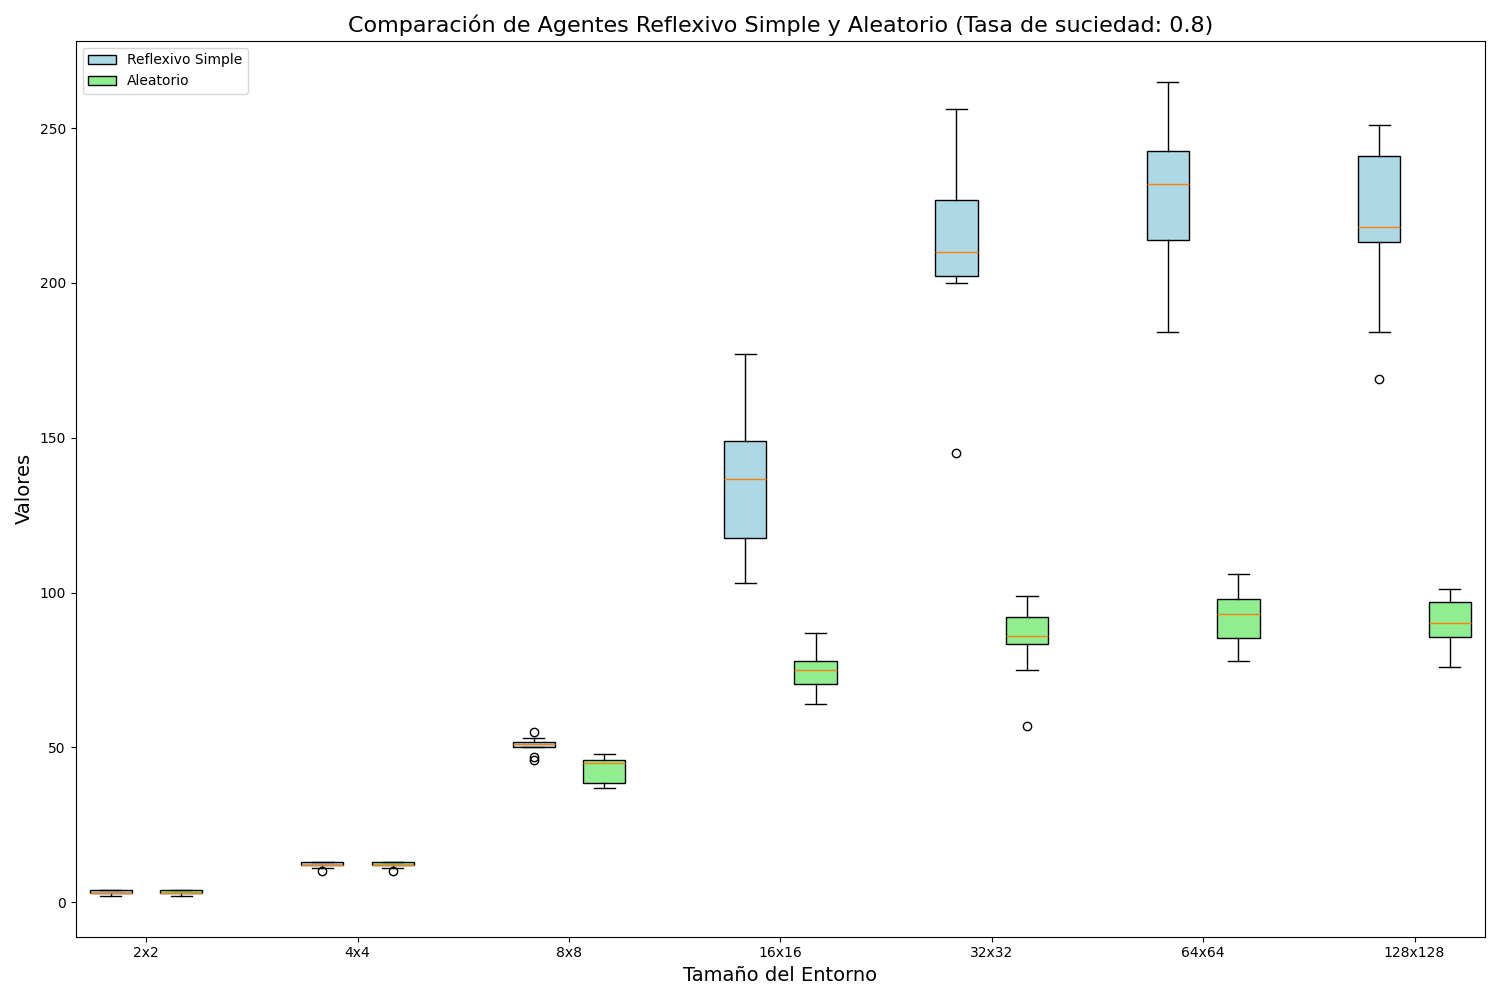 Comparación de Agentes Reflexivo Simple y Aleatorio (Tasa de suciedad: 0.8)
Reflexivo Simple
Aleatorio
Valores
250
200
150
100
50
0
2x2 4x4 8x8 16x16 32x32 64x64 128x128
Tamaño del Entorno